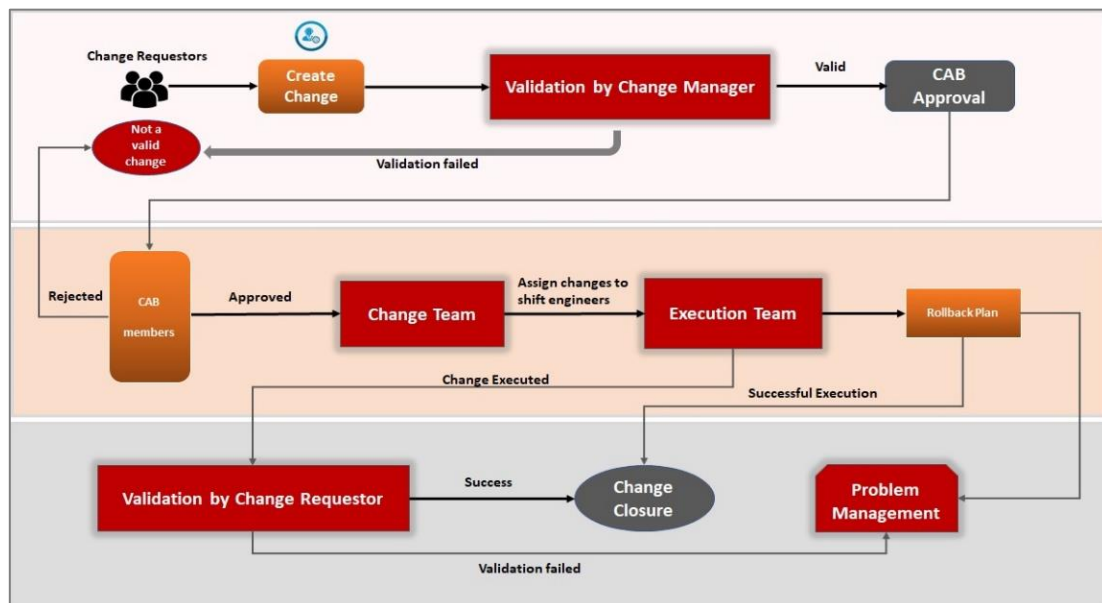 Change Requestors
Create
Change
Validation by Change Manager
Valid
CAB
Approval
Not a
valid
change
Validation failed
Rejected
CAB
members
Approved
Change Team
Assign changes to
shift engineers
Execution Team
Rollback Plan
Change Executed
Successful Execution
Validation by Change Requestor
Success
Change
Closure
Problem
Management
Validation failed